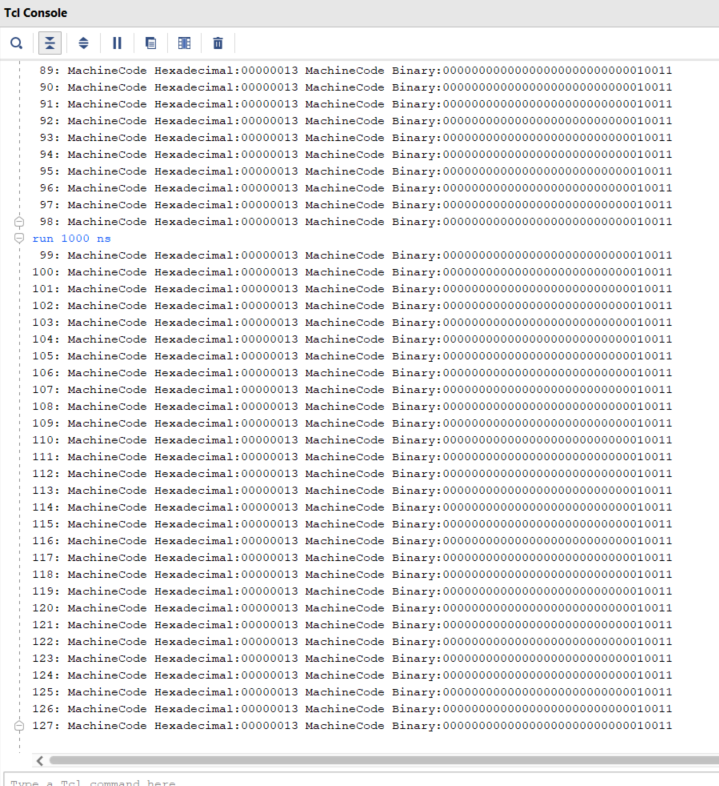 Tcl Console
89: MachineCode Hexadecimal:00000013 MachineCode Binary:00000000000000000000000000010011
90: MachineCode Hexadecimal:00000013 MachineCode Binary:00000000000000000000000000010011
91: MachineCode Hexadecimal:00000013 MachineCode Binary:00000000000000000000000000010011
92: MachineCode Hexadecimal:00000013 MachineCode Binary:00000000000000000000000000010011
93: MachineCode Hexadecimal:00000013 MachineCode Binary:00000000000000000000000000010011
94: MachineCode Hexadecimal:00000013 MachineCode Binary:00000000000000000000000000010011
95: MachineCode Hexadecimal:00000013 MachineCode Binary:00000000000000000000000000010011
96: MachineCode Hexadecimal:00000013 MachineCode Binary:00000000000000000000000000010011
97: MachineCode Hexadecimal:00000013 MachineCode Binary:00000000000000000000000000010011
98: MachineCode Hexadecimal:00000013 MachineCode Binary:00000000000000000000000000010011
run 1000 ns
99: MachineCode Hexadecimal:00000013 MachineCode Binary:00000000000000000000000000010011
100: MachineCode Hexadecimal:00000013 MachineCode Binary:00000000000000000000000000010011
101: MachineCode Hexadecimal:00000013 MachineCode Binary:00000000000000000000000000010011
102: MachineCode Hexadecimal:00000013 MachineCode Binary:00000000000000000000000000010011
103: MachineCode Hexadecimal:00000013 MachineCode Binary:00000000000000000000000000010011
104: MachineCode Hexadecimal:00000013 MachineCode Binary:00000000000000000000000000010011
105: MachineCode Hexadecimal:00000013 MachineCode Binary:00000000000000000000000000010011
106: MachineCode Hexadecimal:00000013 MachineCode Binary:00000000000000000000000000010011
107: MachineCode Hexadecimal:00000013 MachineCode Binary:00000000000000000000000000010011
108: MachineCode Hexadecimal:00000013 MachineCode Binary:00000000000000000000000000010011
109: MachineCode Hexadecimal:00000013 MachineCode Binary:00000000000000000000000000010011
110: MachineCode Hexadecimal:00000013 MachineCode Binary:00000000000000000000000000010011
111: MachineCode Hexadecimal:00000013 MachineCode Binary:00000000000000000000000000010011
112: MachineCode Hexadecimal:00000013 MachineCode Binary:00000000000000000000000000010011
113: MachineCode Hexadecimal:00000013 MachineCode Binary:00000000000000000000000000010011
114: MachineCode Hexadecimal:00000013 MachineCode Binary:00000000000000000000000000010011
115: MachineCode Hexadecimal:00000013 MachineCode Binary:00000000000000000000000000010011
116: MachineCode Hexadecimal:00000013 MachineCode Binary:00000000000000000000000000010011
117: MachineCode Hexadecimal:00000013 MachineCode Binary:00000000000000000000000000010011
118: MachineCode Hexadecimal:00000013 MachineCode Binary:00000000000000000000000000010011
119: MachineCode Hexadecimal:00000013 MachineCode Binary:00000000000000000000000000010011
120: MachineCode Hexadecimal:00000013 MachineCode Binary:00000000000000000000000000010011
121: MachineCode Hexadecimal:00000013 MachineCode Binary:00000000000000000000000000010011
122: MachineCode Hexadecimal:00000013 MachineCode Binary:00000000000000000000000000010011
123: MachineCode Hexadecimal:00000013 MachineCode Binary:00000000000000000000000000010011
124: MachineCode Hexadecimal:00000013 MachineCode Binary:00000000000000000000000000010011
125: MachineCode Hexadecimal:00000013 MachineCode Binary:00000000000000000000000000010011
126: MachineCode Hexadecimal:00000013 MachineCode Binary:00000000000000000000000000010011
127: MachineCode Hexadecimal:00000013 MachineCode Binary:00000000000000000000000000010011
Type a Tcl command here